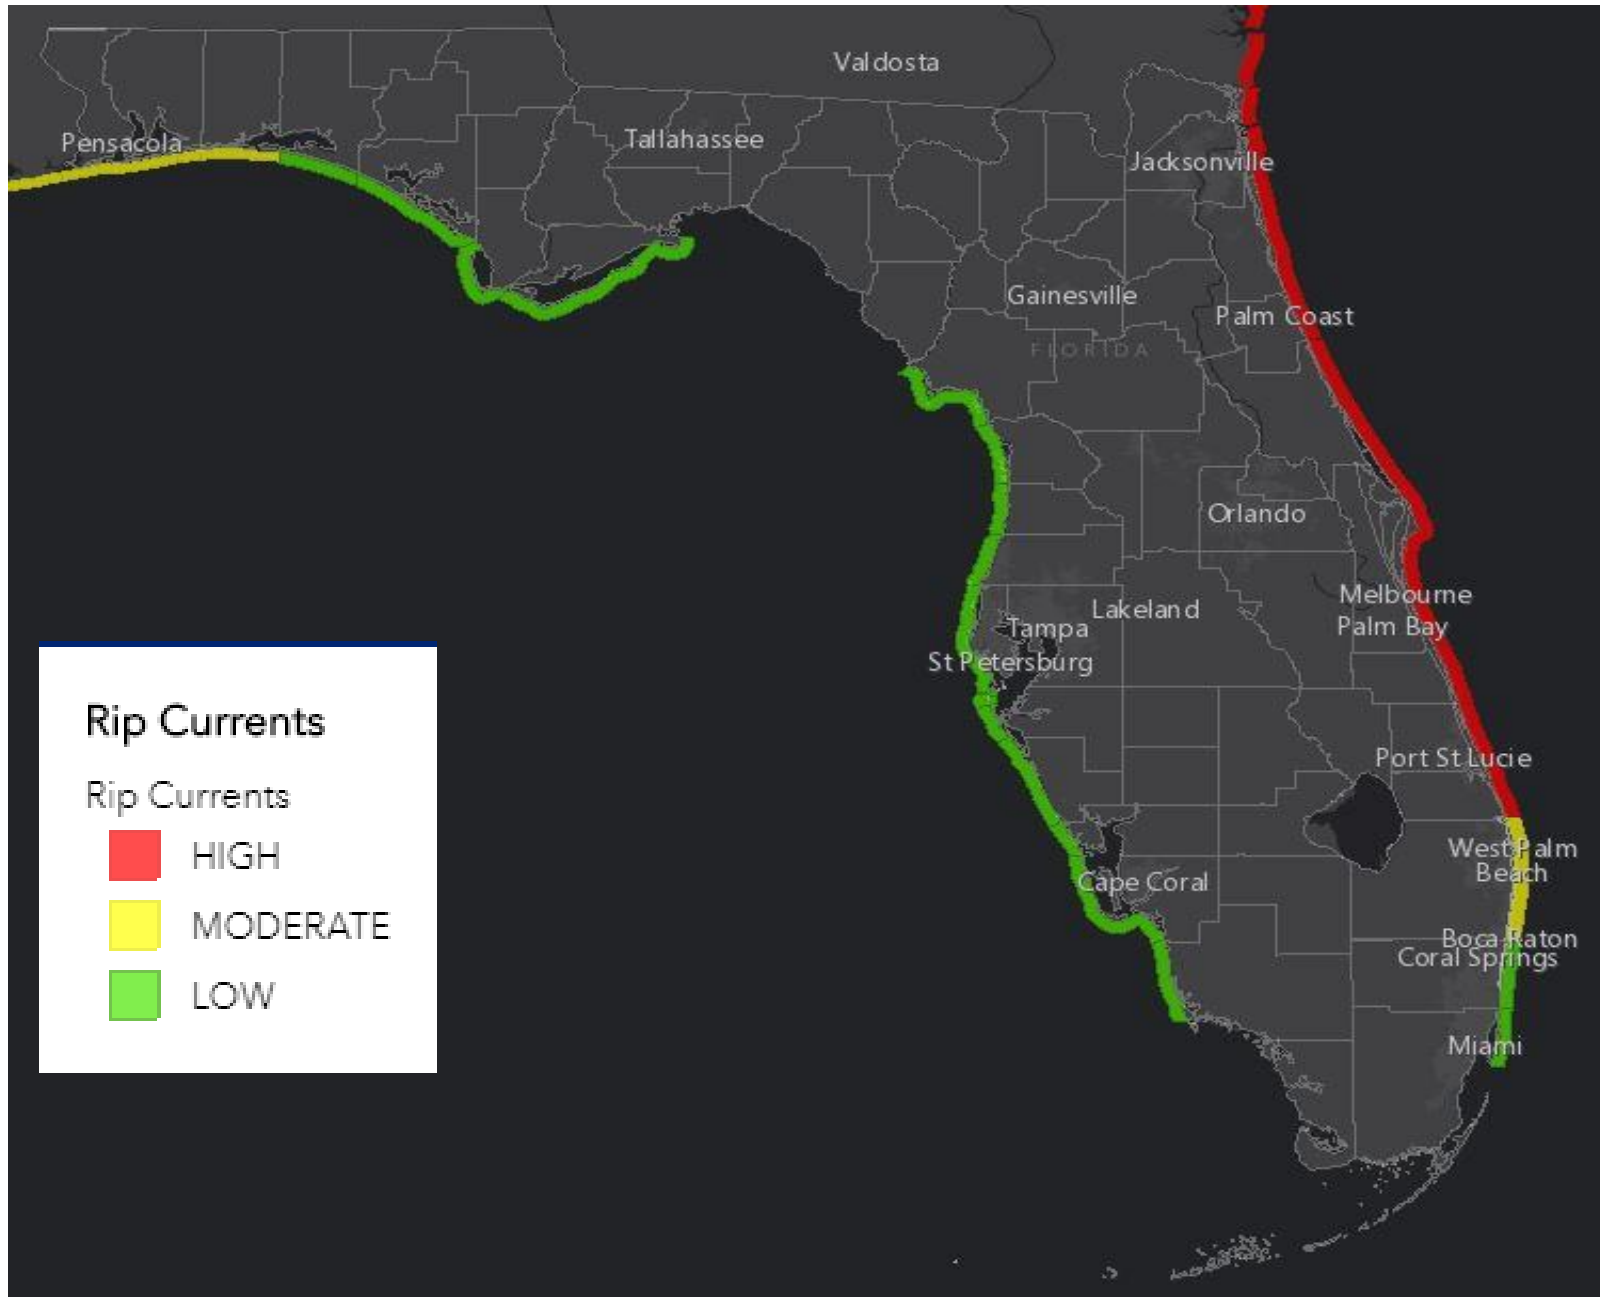 Valdosta
Pensacola
Tallahassee
Jacksonville
Gainesville
Palm Coast
FLORIDA
Orlando
Melbourne
Lakeland
Tampa
Palm Bay
St Petersburg
Port St Lucie
West Palm
Beach
Cape Coral
Boca Raton
Coral Springs
Miami
Rip Currents
Rip Currents
HIGH
MODERATE
LOW